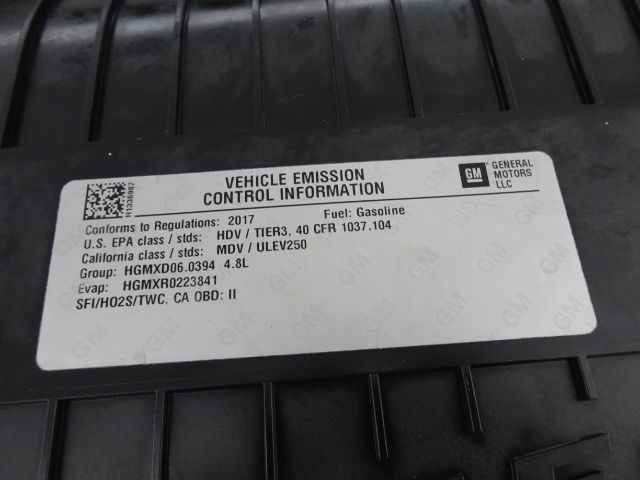 VEHICLE EMISSION
CONTROL INFORMATION
GM
GENERAL
MOTORS
LLC
H1336987
Conforms to Regulations: 2017 Fuel: Gasoline
U.S. EPA class / stds: HDV / TIER3, 40 CFR 1037.104
California class / stds: MDV / ULEV250
Group: HGMXD06.0394 4.8L
Evap: HGMXR0223841
SFI/HO2S/TWC, CA OBD: II